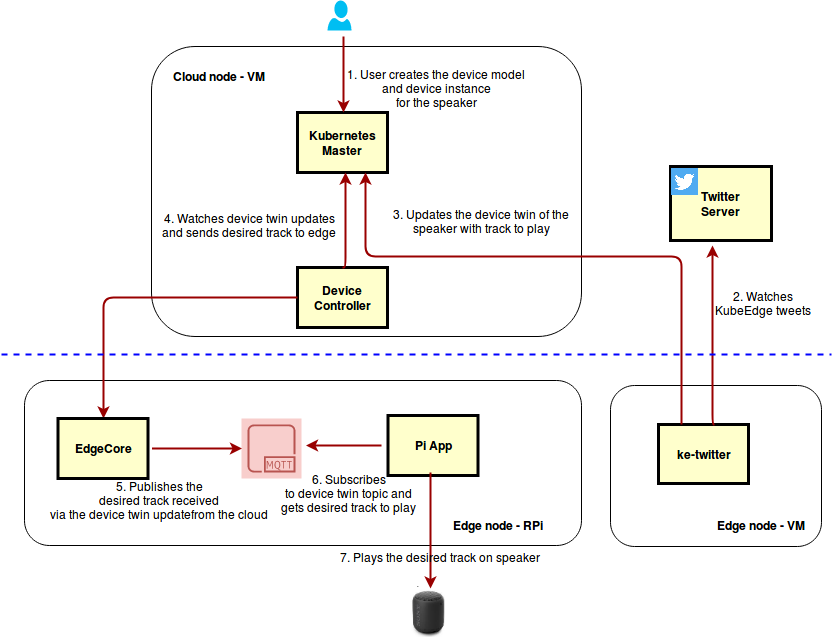 Cloud node - VM
1. User creates the device model
and device instance
for the speaker
Kubernetes
Master
Twitter
Server
4. Watches device twin updates
and sends desired track to edge
3. Updates the device twin of the
speaker with track to play
Device
Controller
2. Watches
KubeEdge tweets
EdgeCore
MQTT
Pi App
ke-twitter
5. Publishes the
desired track received
via the device twin updatefrom the cloud
6. Subscribes
to device twin topic and
gets desired track to play
Edge node - RPi
Edge node - VM
7. Plays the desired track on speaker